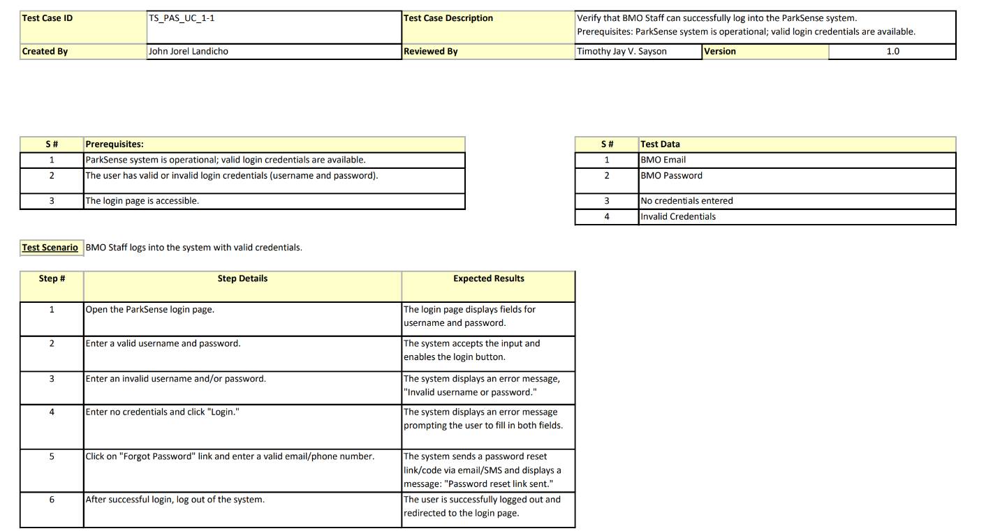 Test Case ID
TS_PAS_UC_1-1
Test Case Description
Verify that BMO Staff can successfully log into the ParkSense system.
Prerequisites: ParkSense system is operational; valid login credentials are available.
Created By
John Jorel Landicho
Reviewed By
Timothy Jay V. Sayson
Version
1.0
S #
Prerequisites:
1
ParkSense system is operational; valid login credentials are available.
2
The user has valid or invalid login credentials (username and password).
3
The login page is accessible.
S #
Test Data
1
BMO Email
2
BMO Password
3
No credentials entered
4
Invalid Credentials
Test Scenario
BMO Staff logs into the system with valid credentials.
Step #
Step Details
Expected Results
1
Open the ParkSense login page.
The login page displays fields for
username and password.
2
Enter a valid username and password.
The system accepts the input and
enables the login button.
3
Enter an invalid username and/or password.
The system displays an error message,
"Invalid username or password."
4
Enter no credentials and click "Login."
The system displays an error message
prompting the user to fill in both fields.
5
Click on "Forgot Password" link and enter a valid email/phone number.
The system sends a password reset
link/code via email/SMS and displays a
message: "Password reset link sent."
6
After successful login, log out of the system.
The user is successfully logged out and
redirected to the login page.